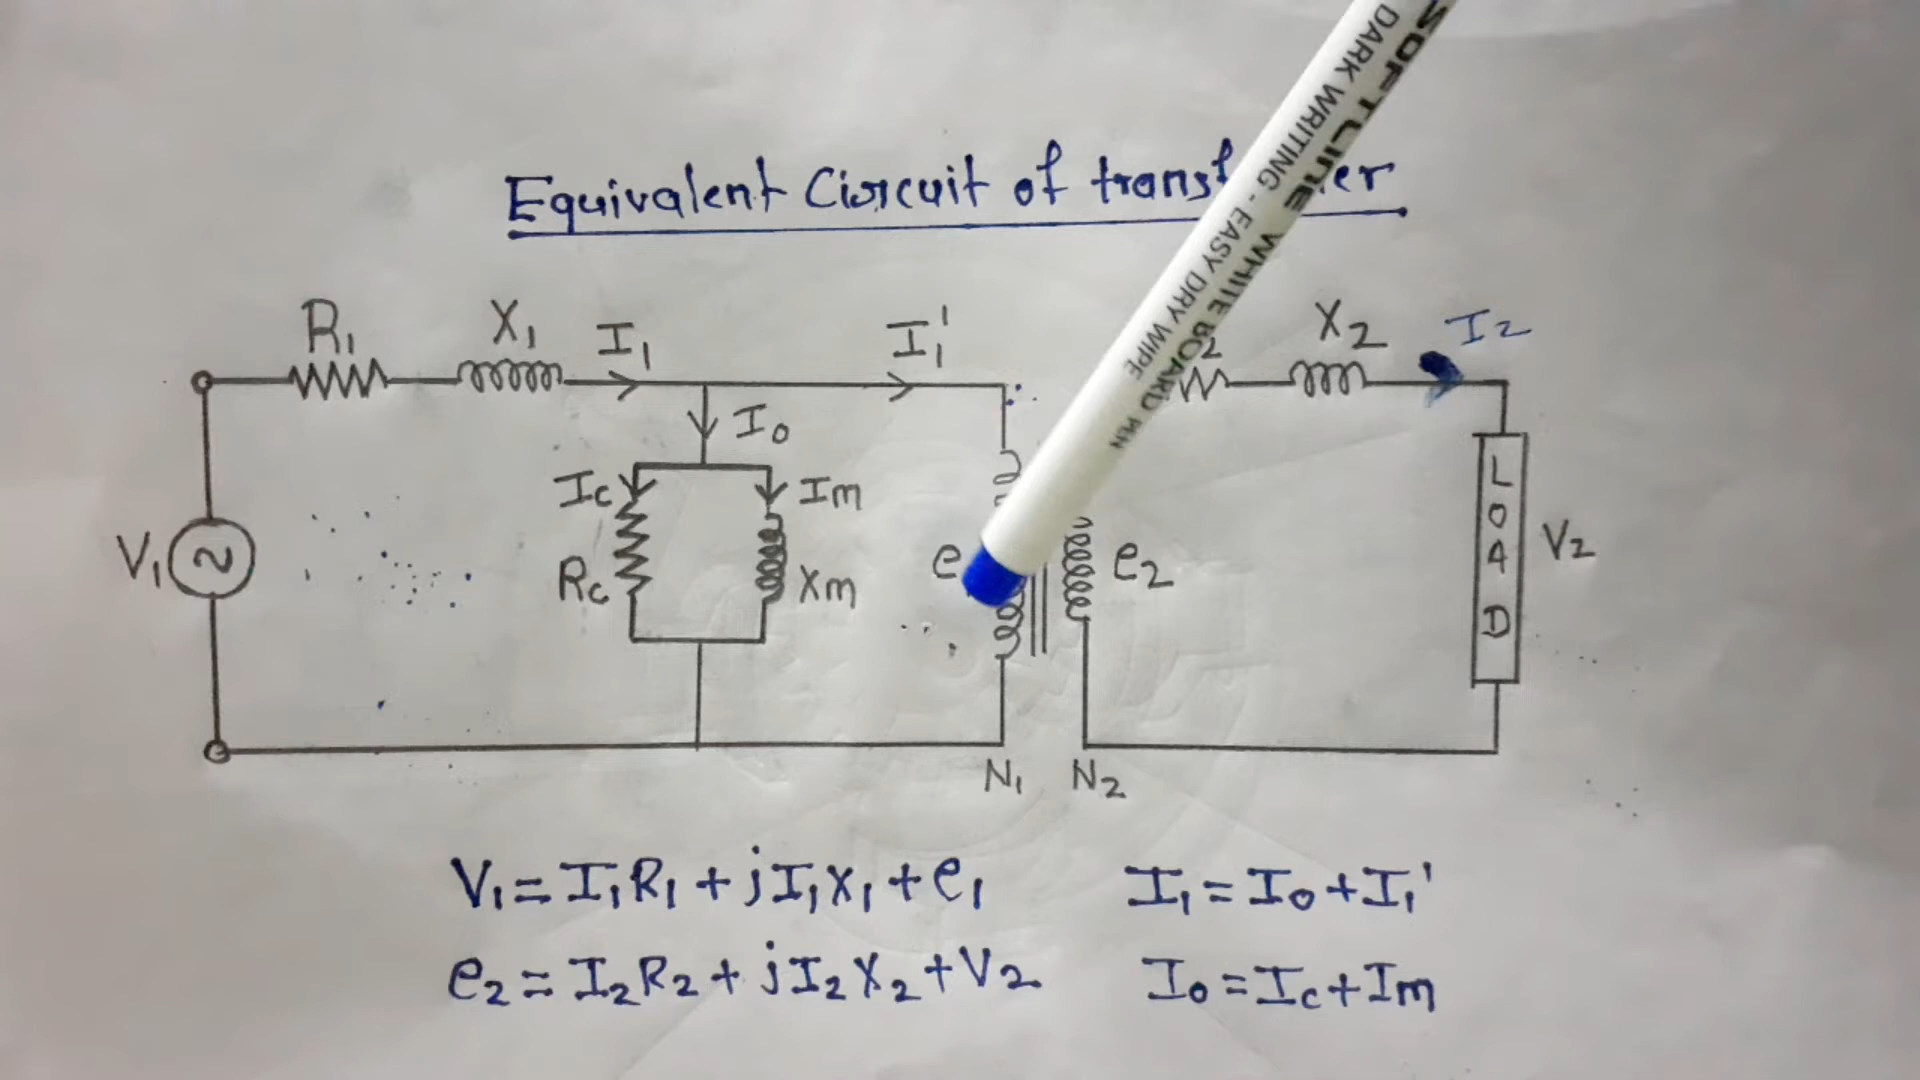 Equivalent Circuit of
R1 X1 I1 I1' X2 I2
I0
Ic Im
V1 Rc Xm e2 LOAD V2
N1 N2
V1 = I1R1 + jI1X1 + e1 I1 = I0 + I1'
e2 = I2R2 + jI2X2 + V2 I0 = Ic + Im
SOFTLINE WHITE BOARD PEN
DARK WRITING - EASY DRY WIPE